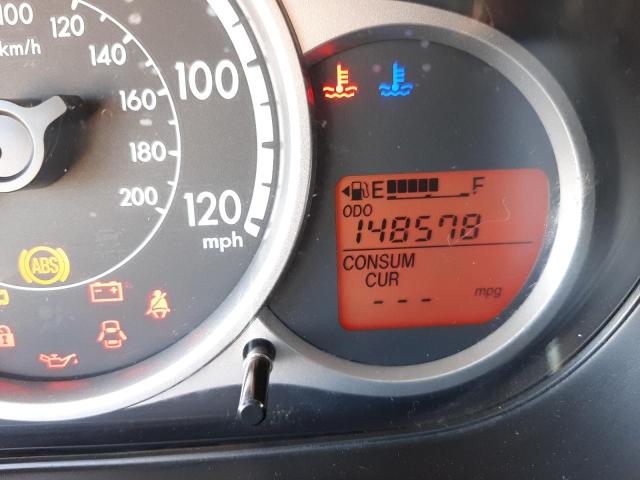 100
120
km/h
140
160
180
200
100
120
mph
ABS
E F
ODO
148578
CONSUM
CUR
--- mpg